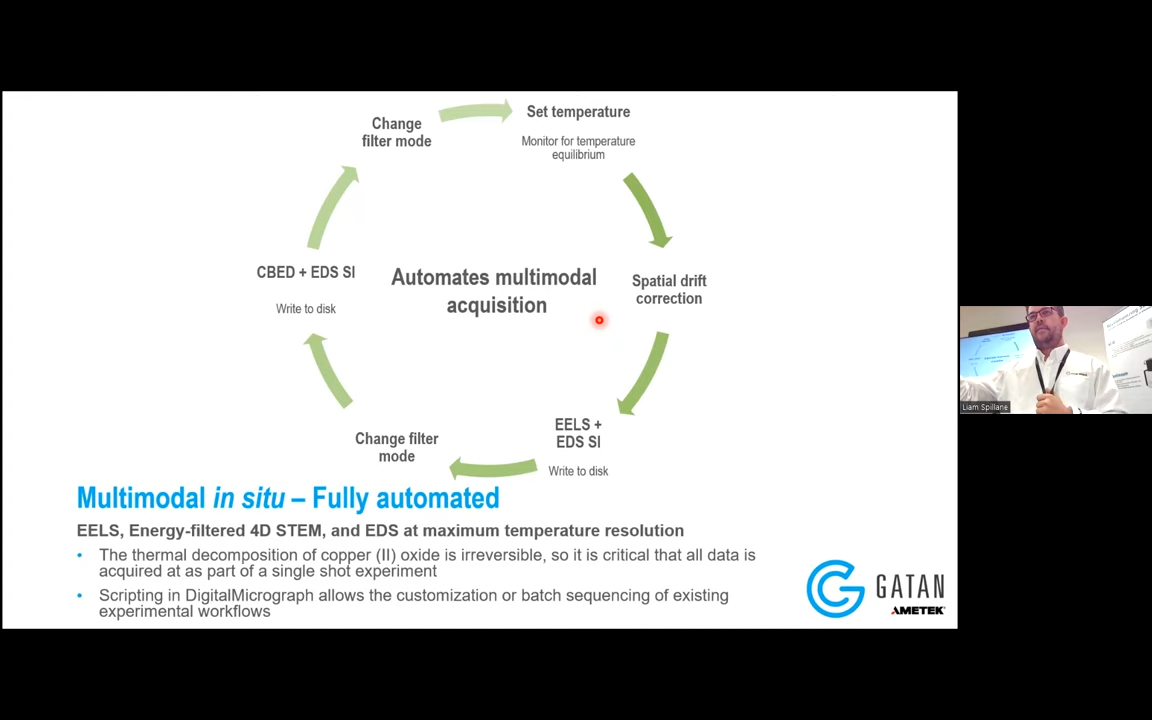 Change
filter mode
Set temperature
Monitor for temperature
equilibrium
CBED + EDS SI
Write to disk
Automates multimodal
acquisition
Spatial drift
correction
EELS +
EDS SI
Write to disk
Change filter
mode
Multimodal in situ – Fully automated
EELS, Energy-filtered 4D STEM, and EDS at maximum temperature resolution
• The thermal decomposition of copper (II) oxide is irreversible, so it is critical that all data is
acquired at as part of a single shot experiment
• Scripting in DigitalMicrograph allows the customization or batch sequencing of existing
experimental workflows
GATAN
AMETEK
Liam Spillane